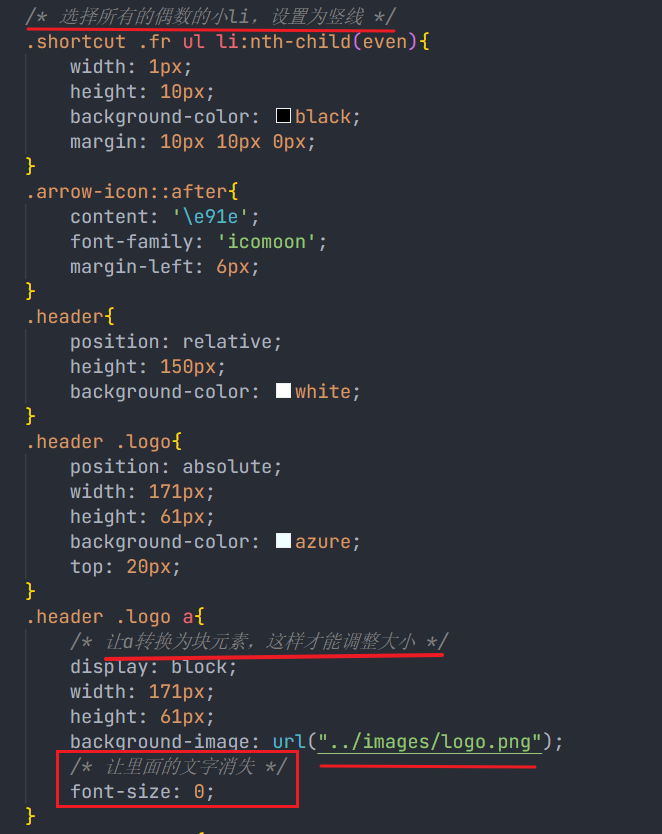 /* 选择所有的偶数的小li，设置为竖线 */
.shortcut .fr ul li:nth-child(even){
    width: 1px;
    height: 10px;
    background-color: black;
    margin: 10px 10px 0px;
}
.arrow-icon::after{
    content: '\e91e';
    font-family: 'icomoon';
    margin-left: 6px;
}
.header{
    position: relative;
    height: 150px;
    background-color: white;
}
.header .logo{
    position: absolute;
    width: 171px;
    height: 61px;
    background-color: azure;
    top: 20px;
}
.header .logo a{
    /* 让a转换为块元素，这样才能调整大小 */
    display: block;
    width: 171px;
    height: 61px;
    background-image: url("../images/logo.png");
    /* 让里面的文字消失 */
    font-size: 0;
}